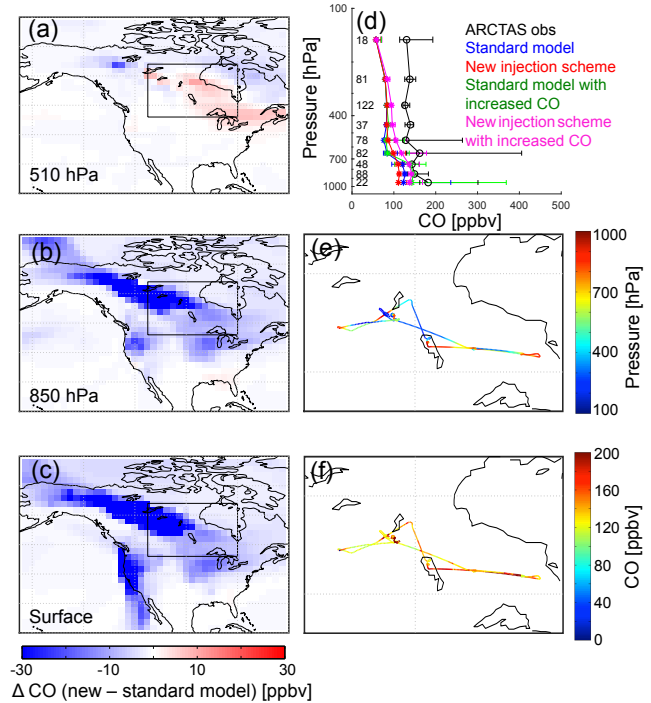 (a)
510 hPa
(b)
850 hPa
(c)
Surface
-30 -10 10 30
Δ CO (new – standard model) [ppbv]
(d)
ARCTAS obs
Standard model
New injection scheme
Standard model with
increased CO
New injection scheme
with increased CO
Pressure [hPa]
200
400
600
700
1000
18
81
122
37
78
82
48
88
22
0 100 200 300 400 500
CO [ppbv]
(e)
1000
700
400
100
Pressure [hPa]
(f)
200
160
120
80
40
0
CO [ppbv]